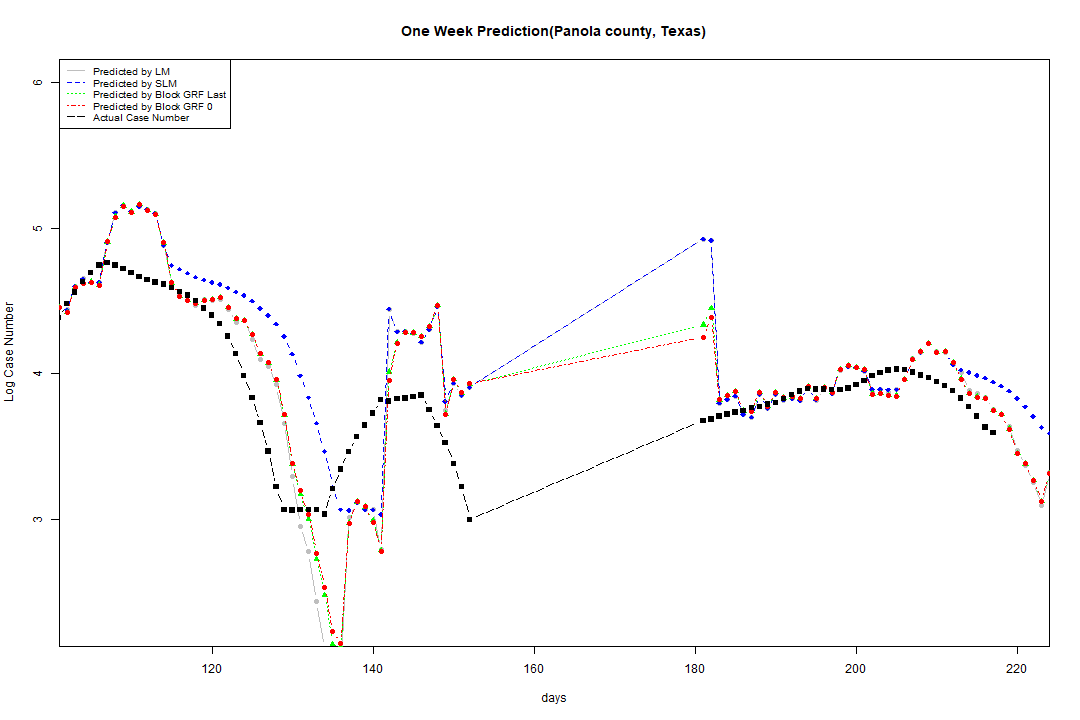 One Week Prediction(Panola county, Texas)
Predicted by LM
Predicted by SLM
Predicted by Block GRF Last
Predicted by Block GRF 0
Actual Case Number
6
5
4
3
Log Case Number
120 140 160 180 200 220
days